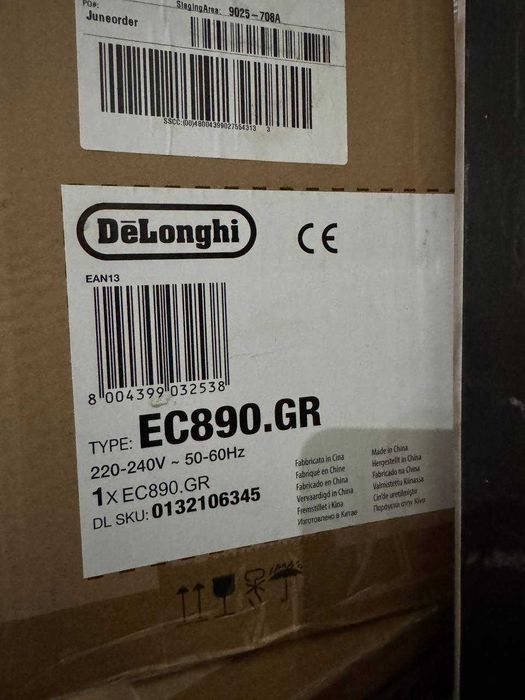 PO#:
Juneorder
StagingArea: 9025-708A
SSCC:(00)480043990275543133
DēLonghi
CE
EAN13
8 004399 032538
TYPE: EC890.GR
220-240V ~ 50-60Hz
1 X EC890.GR
DL SKU: 0132106345
Fabbricato in Cina
Fabriqué en Chine
Fabricado en China
Vervaardigd in China
Fremstillet i Kina
Изготовлено в Китае
Made in China
Hergestellt in China
Fabricado na China
Valmistettu Kiinassa
Çin'de üretilmiştir